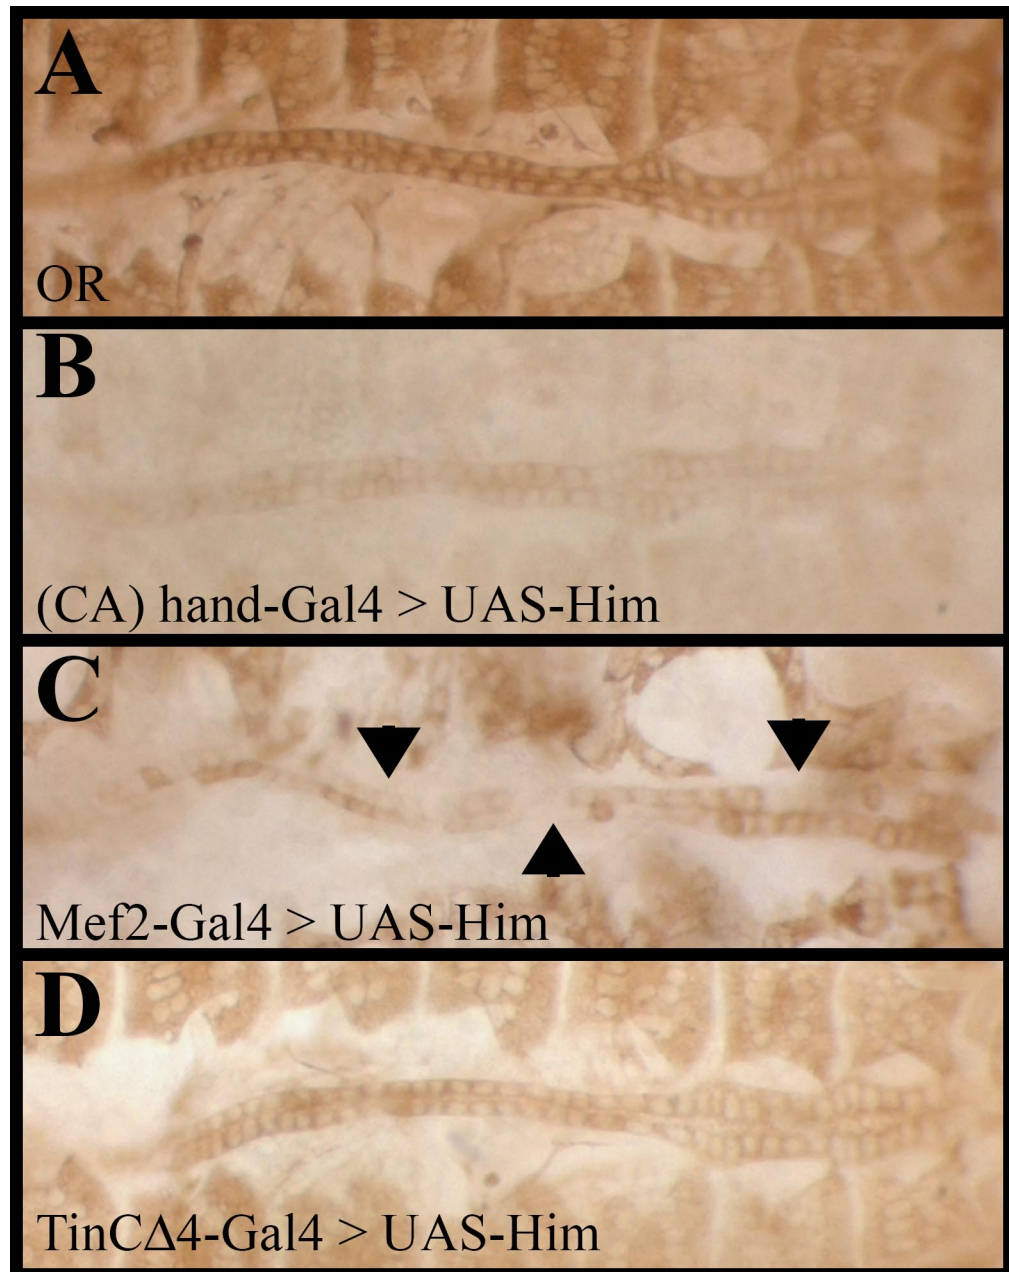 A
OR
B
(CA) hand-Gal4 > UAS-Him
C
Mef2-Gal4 > UAS-Him
D
TinCΔ4-Gal4 > UAS-Him